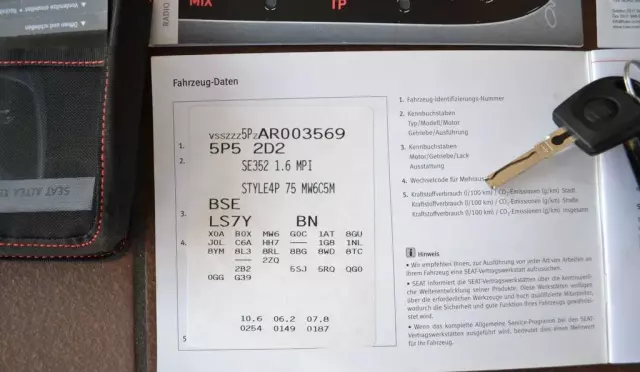 RADIO
MIX
TP
SEAT ALTEA
Fahrzeug-Daten
vsszzz5PzAR003569
1. 5P5 2D2
2. SE352 1.6 MPI
STYLE4P 75 MW6C5M
BSE
3. LS7Y BN
X0A B0X MW6 G0C 1AT 8GU
4. J0L C6A HH7 — 1G8 1NL
8YM 8L3 8RL 8BG 8WD 8TC
— 2ZQ
2B2 5SJ 5RQ QG0
0GG G39
10.6 06.2 07.8
0254 0149 0187
5
1. Fahrzeug-Identifizierungs-Nummer
2. Kennbuchstaben
Typ/Modell/Motor
Getriebe/Ausführung
3. Kennbuchstaben
Motor/Getriebe/Lack
Ausstattung
4. Wechselcode für Mehraus
5. Kraftstoffverbrauch (l/100 km) / CO₂-Emissionen (g/km) Stadt
Kraftstoffverbrauch (l/100 km) / CO₂-Emissionen (g/km) Straße
Kraftstoffverbrauch (l/100 km) / CO₂-Emissionen (g/km) insgesamt
i Hinweis
• Wir empfehlen Ihnen, zur Ausführung von jeder Art von Arbeiten an
Ihrem Fahrzeug eine SEAT-Vertragswerkstatt aufzusuchen.
• SEAT informiert die SEAT-Vertragswerkstätten über die kontinuierli-
che Weiterentwicklung seiner Produkte. Diese Werkstätten verfügen
über die erforderlichen Werkzeuge und hoch qualifizierte Mitarbeiter,
wodurch die Sicherheit und gute Funktion Ihres Fahrzeugs gewährlei-
stet wird.
• Wenn das komplette Allgemeine Service-Programm bei den SEAT-
Vertragswerkstätten ausgeführt wird, bedeutet dies einen Mehrwert
für Ihr Fahrzeug.